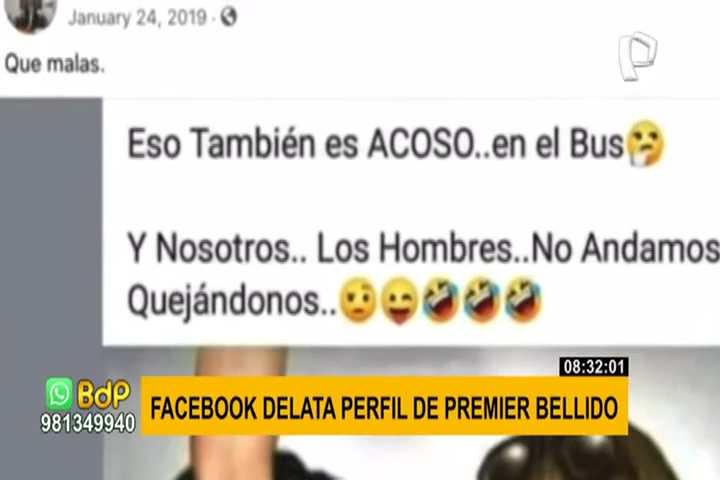 January 24, 2019 ·
Que malas.
Eso También es ACOSO..en el Bus🤔
Y Nosotros.. Los Hombres..No Andamos
Quejándonos..🤨😜🤣🤣🤣
08:32:01
BdP
981349940
FACEBOOK DELATA PERFIL DE PREMIER BELLIDO